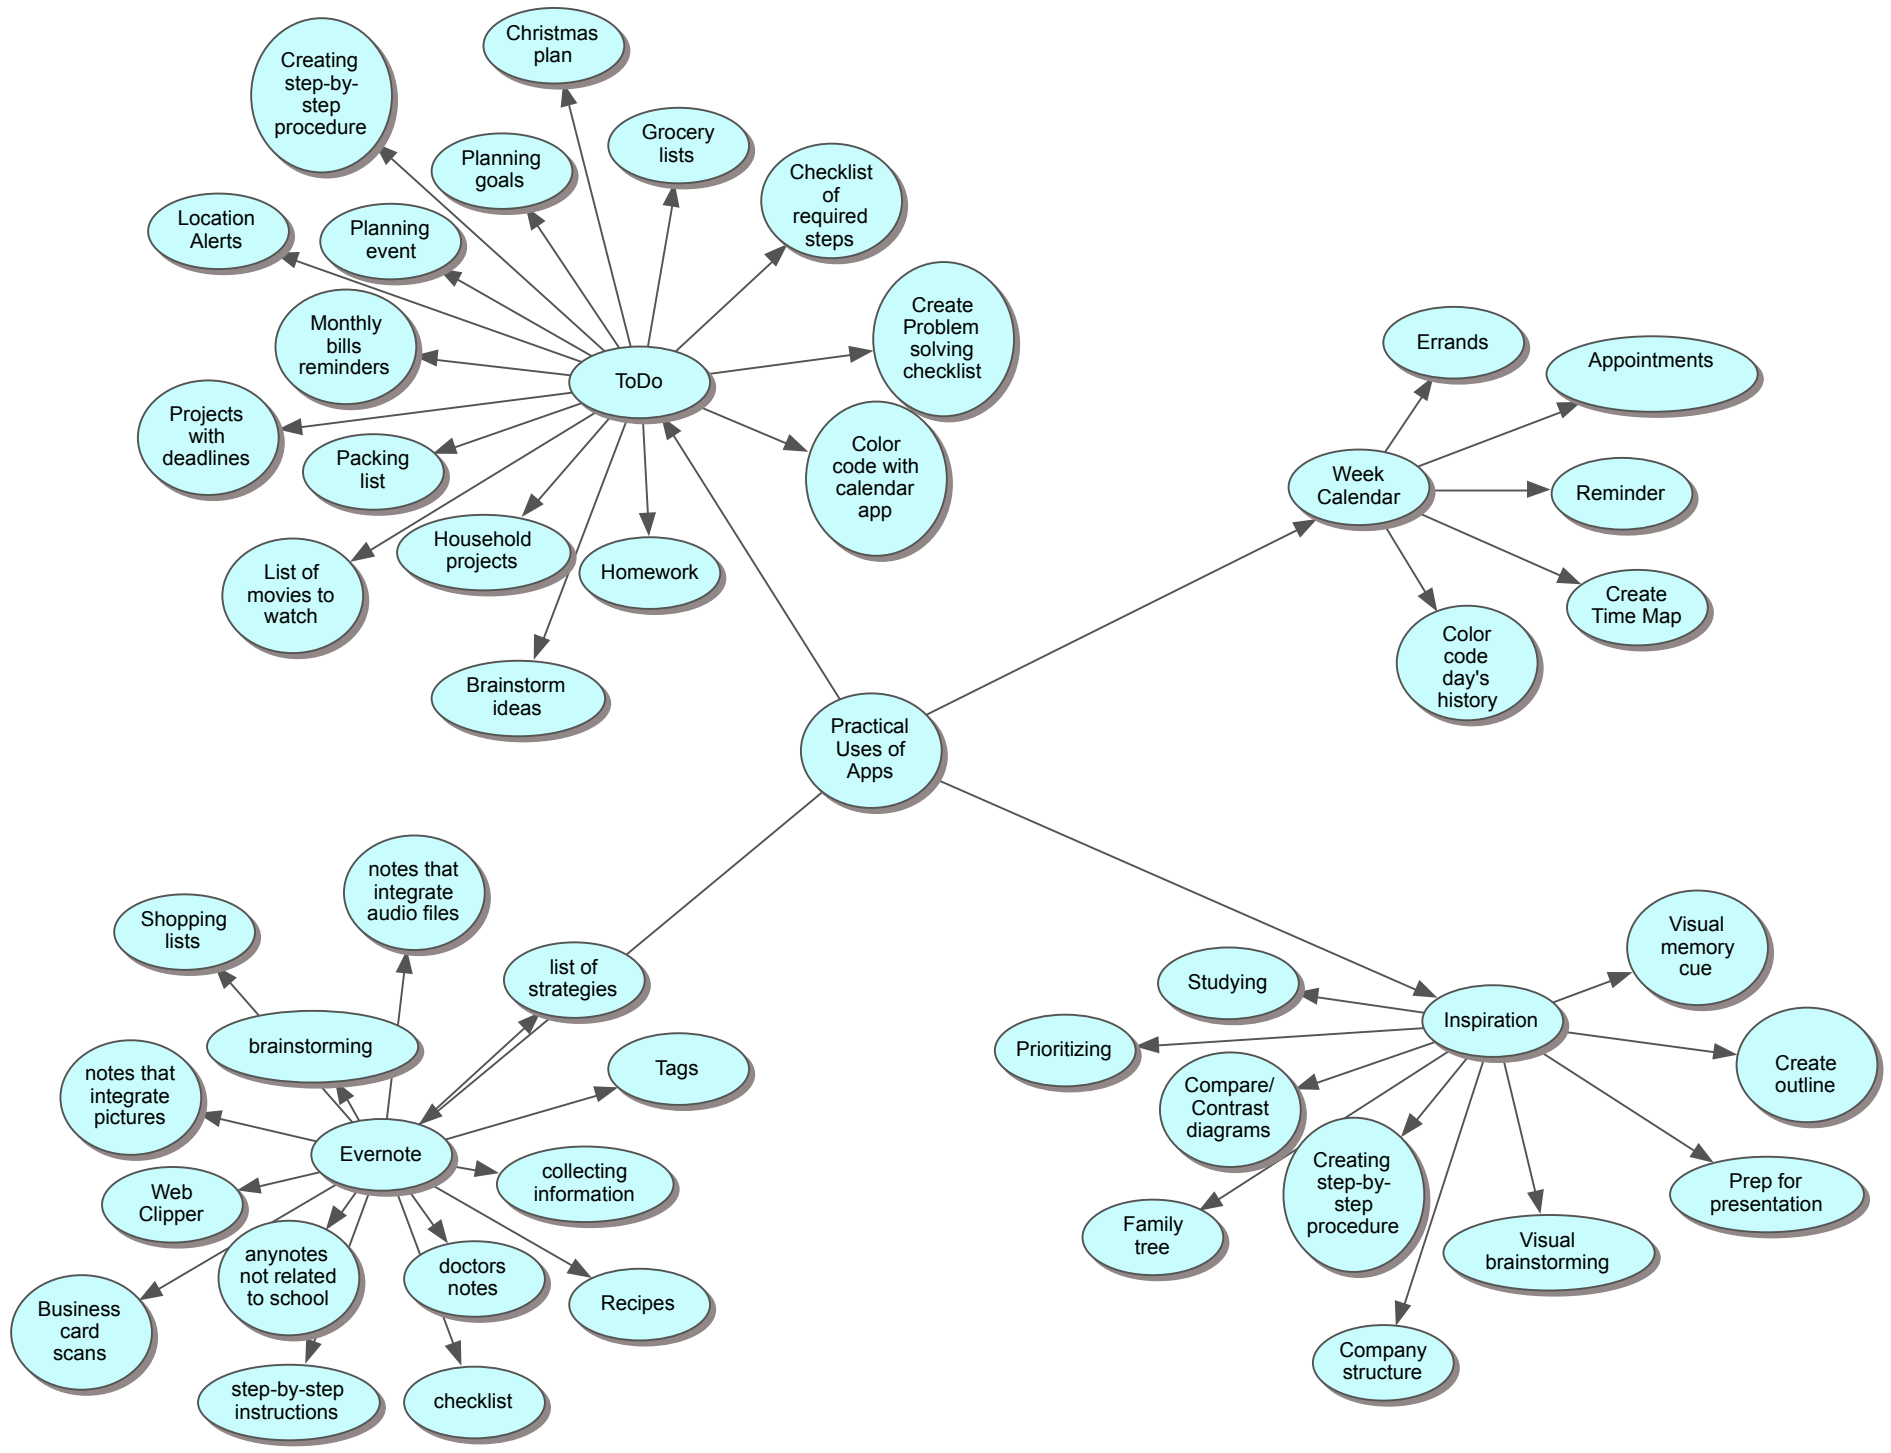 Christmas
plan
Creating
step-by-
step
procedure
Grocery
lists
Planning
goals
Checklist
of
required
steps
Location
Alerts
Planning
event
Create
Problem
solving
checklist
Monthly
bills
reminders
ToDo
Projects
with
deadlines
Packing
list
Color
code with
calendar
app
Household
projects
Homework
List of
movies to
watch
Brainstorm
ideas
Errands
Appointments
Week
Calendar
Reminder
Create
Time Map
Color
code
day's
history
Practical
Uses of
Apps
notes that
integrate
audio files
Shopping
lists
list of
strategies
brainstorming
Tags
notes that
integrate
pictures
Evernote
collecting
information
Web
Clipper
anynotes
not related
to school
doctors
notes
Recipes
Business
card
scans
step-by-step
instructions
checklist
Visual
memory
cue
Studying
Inspiration
Prioritizing
Create
outline
Compare/
Contrast
diagrams
Creating
step-by-
step
procedure
Prep for
presentation
Family
tree
Visual
brainstorming
Company
structure